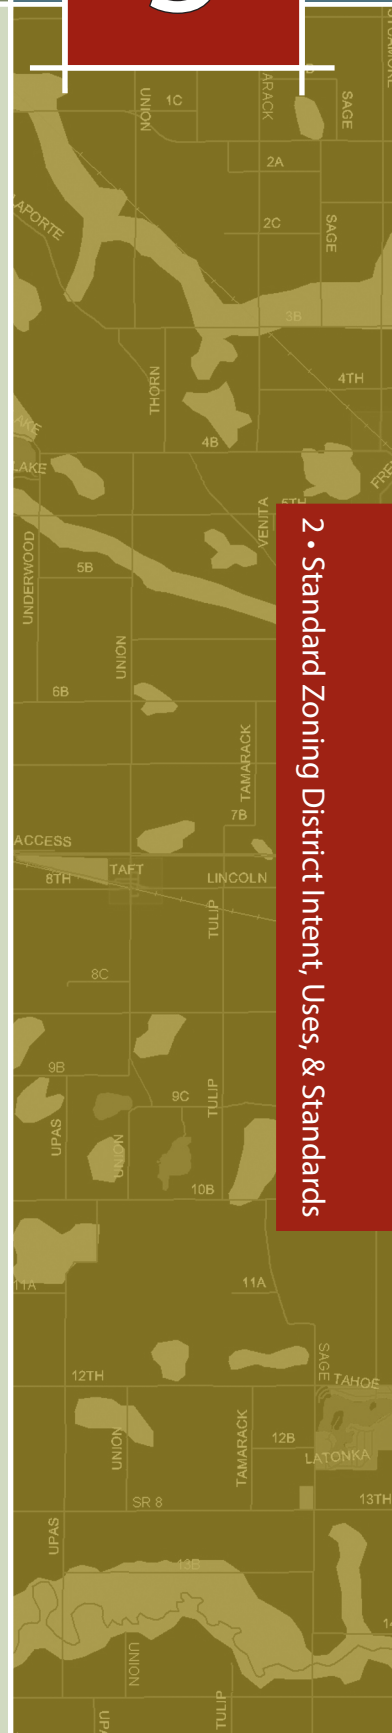 SYCAMORE
1C
UNION
SAGE
2A
LAPORTE
2C
SAGE
3B
THORN
4TH
4B
LAKE
5TH
VENITA
UNDERWOOD
5B
UNION
6B
TAMARACK
7B
ACCESS
8TH
TAFT
LINCOLN
TULIP
8C
9B
9C
TULIP
UPAS
UNION
10B
11A
11A
12TH
SAGE
TAHOE
UNION
TAMARACK
12B
LATONKA
SR 8
13TH
UPAS
13B
UNION
TULIP
2 • Standard Zoning District Intent, Uses, & Standards